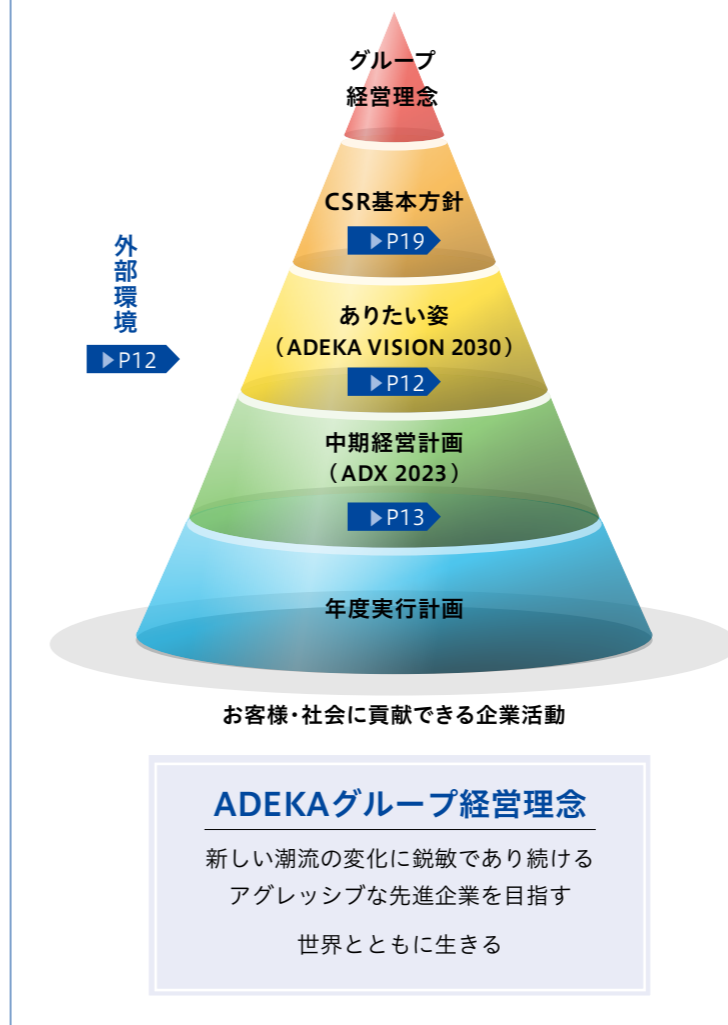 グループ
経営理念
CSR基本方針
▶P19
外部環境
▶P12
ありたい姿
（ADEKA VISION 2030）
▶P12
中期経営計画
（ADX 2023）
▶P13
年度実行計画
お客様・社会に貢献できる企業活動
ADEKAグループ経営理念
新しい潮流の変化に鋭敏であり続ける
アグレッシブな先進企業を目指す
世界とともに生きる